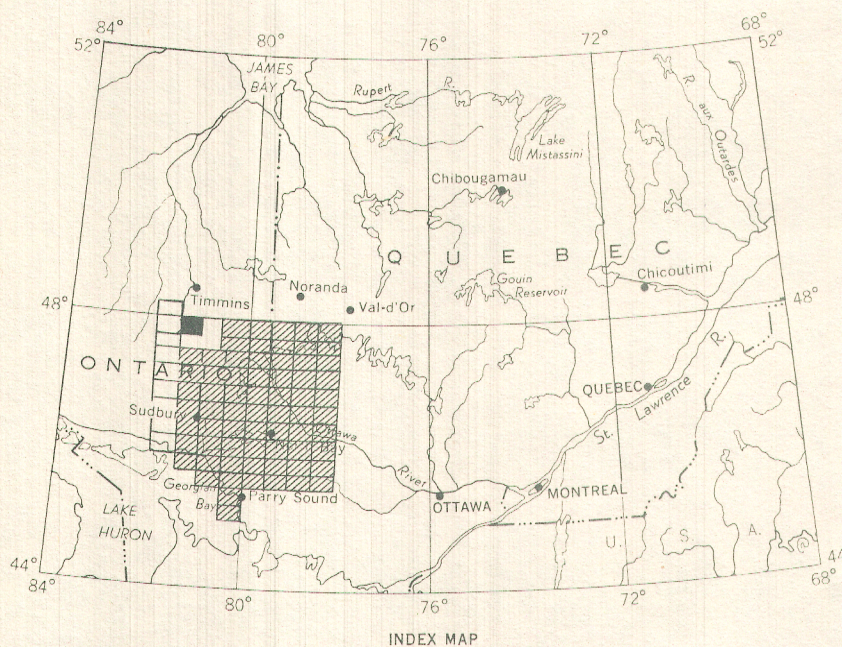 84°
80°
76°
72°
68°
52°
52°
JAMES
BAY
Rupert R.
R. aux Outardes
Lake
Mistassini
Chibougamau
QUEBEC
Gouin
Reservoir
Chicoutimi
Timmins
Noranda
Val-d'Or
48°
48°
ONTARIO
QUEBEC
St. Lawrence R.
Sudbury
Ottawa River
Bay
Georgian
Bay
Parry Sound
OTTAWA
MONTREAL
LAKE
HURON
U. S. A.
44°
44
84°
80°
76°
72°
68°
INDEX MAP